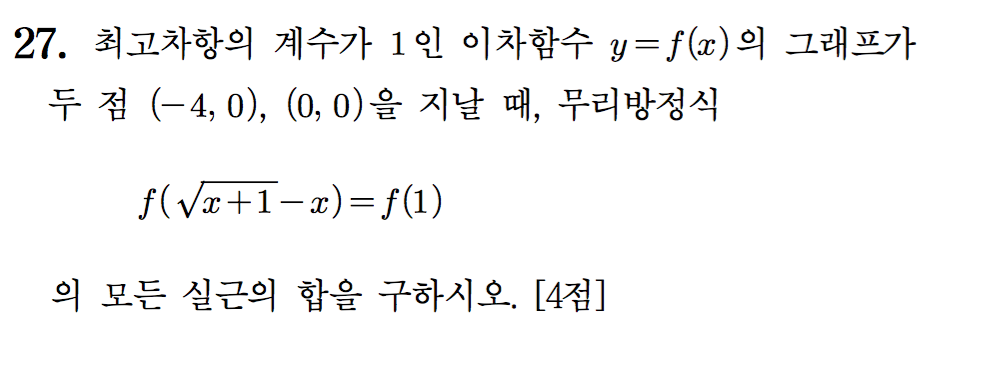 27. 최고차항의 계수가 1인 이차함수 y=f(x)의 그래프가
두 점 (−4, 0), (0, 0)을 지날 때, 무리방정식
f(√(x+1)−x)=f(1)
의 모든 실근의 합을 구하시오. [4점]